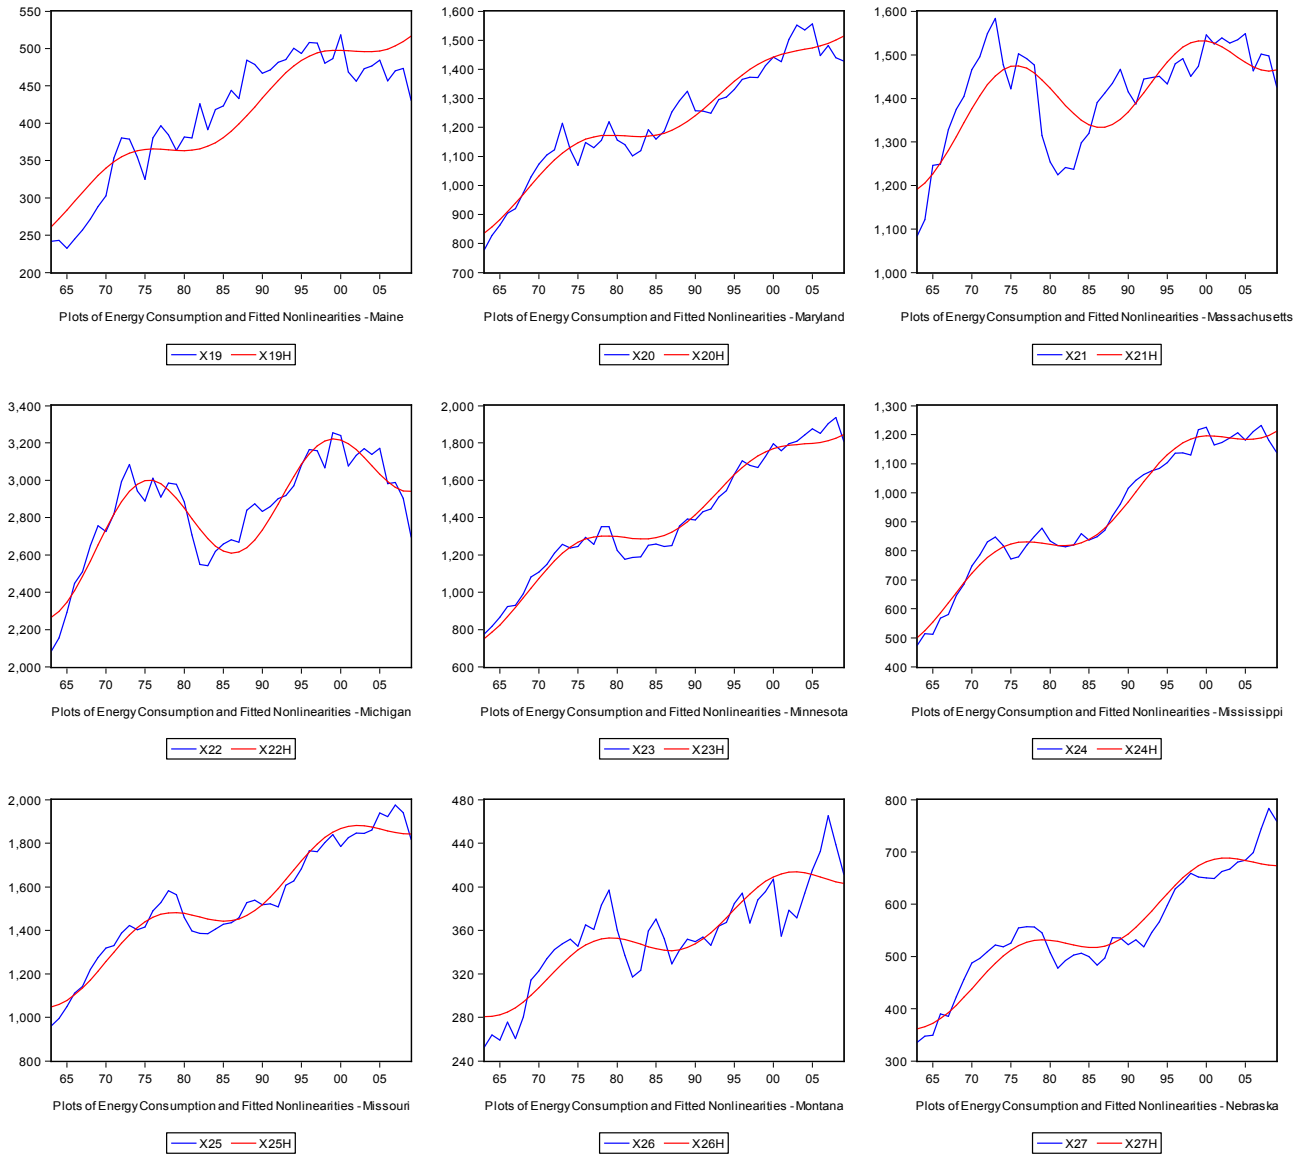 550
500
450
400
350
300
250
200
65 70 75 80 85 90 95 00 05
Plots of Energy Consumption and Fitted Nonlinearities - Maine
X19 X19H
1,600
1,500
1,400
1,300
1,200
1,100
1,000
900
800
700
65 70 75 80 85 90 95 00 05
Plots of Energy Consumption and Fitted Nonlinearities - Maryland
X20 X20H
1,600
1,500
1,400
1,300
1,200
1,100
1,000
65 70 75 80 85 90 95 00 05
Plots of Energy Consumption and Fitted Nonlinearities - Massachusetts
X21 X21H
3,400
3,200
3,000
2,800
2,600
2,400
2,200
2,000
65 70 75 80 85 90 95 00 05
Plots of Energy Consumption and Fitted Nonlinearities - Michigan
X22 X22H
2,000
1,800
1,600
1,400
1,200
1,000
800
600
65 70 75 80 85 90 95 00 05
Plots of Energy Consumption and Fitted Nonlinearities - Minnesota
X23 X23H
1,300
1,200
1,100
1,000
900
800
700
600
500
400
65 70 75 80 85 90 95 00 05
Plots of Energy Consumption and Fitted Nonlinearities - Mississippi
X24 X24H
2,000
1,800
1,600
1,400
1,200
1,000
800
65 70 75 80 85 90 95 00 05
Plots of Energy Consumption and Fitted Nonlinearities - Missouri
X25 X25H
480
440
400
360
320
280
240
65 70 75 80 85 90 95 00 05
Plots of Energy Consumption and Fitted Nonlinearities - Montana
X26 X26H
800
700
600
500
400
300
65 70 75 80 85 90 95 00 05
Plots of Energy Consumption and Fitted Nonlinearities - Nebraska
X27 X27H